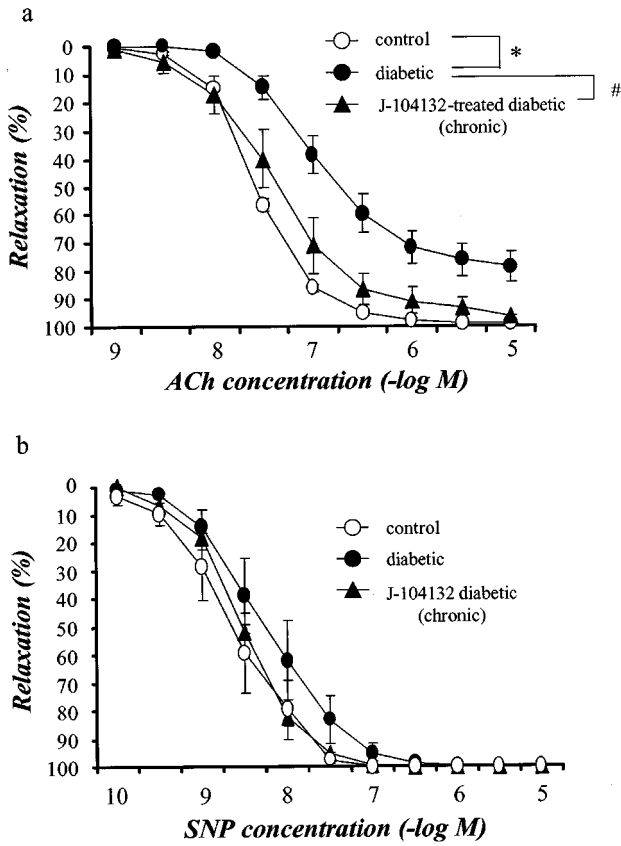 a
0
10
20
30
40
50
60
70
80
90
100
Relaxation (%)
control
*
diabetic
J-104132-treated diabetic
(chronic)
#
9 8 7 6 5
ACh concentration (-log M)
b
0
10
20
30
40
50
60
70
80
90
100
Relaxation (%)
control
diabetic
J-104132 diabetic
(chronic)
10 9 8 7 6 5
SNP concentration (-log M)